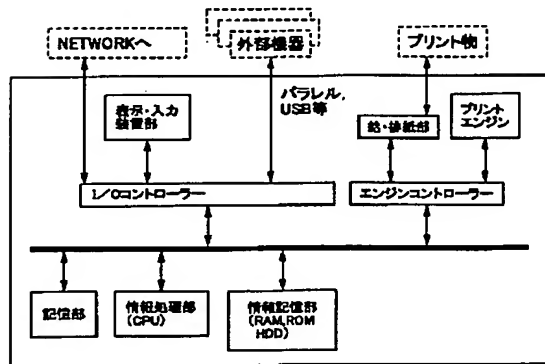 NETWORKへ
外部機器
プリント物
パラレル,
USB等
表示・入力
装置部
給・排紙部
プリント
エンジン
I/Oコントローラー
エンジンコントローラー
記位部
情報処理部
(CPU)
情報記位部
(RAM,ROM
HDD)